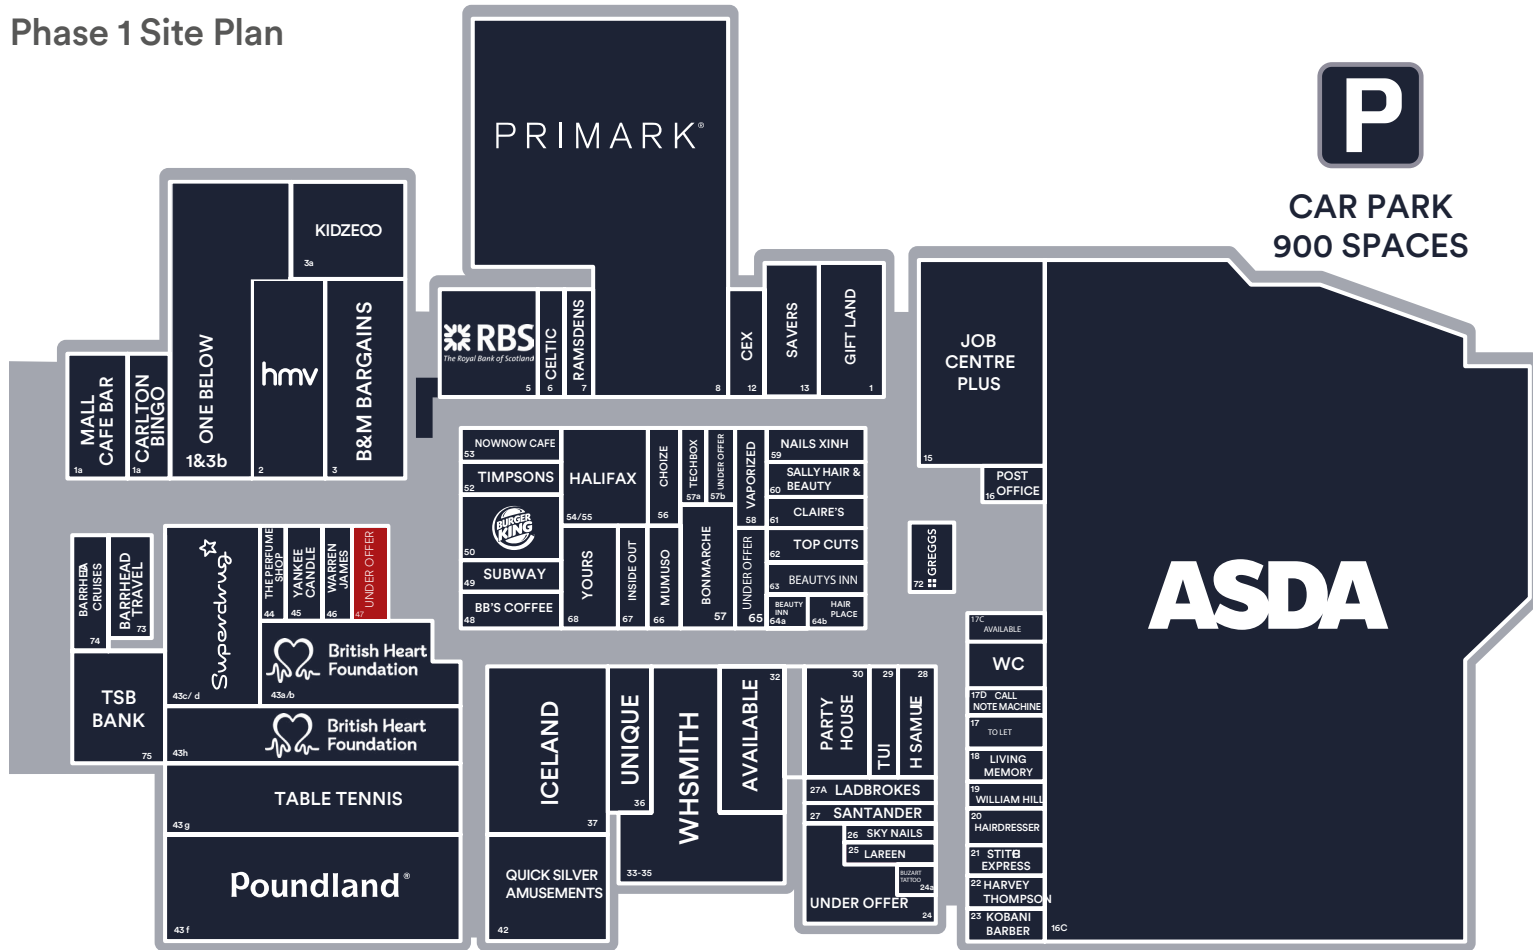 Phase 1 Site Plan
PRIMARK®
P
CAR PARK
900 SPACES
KIDZECO
3a
ONE BELOW
1&3b
hmv
2
B&M BARGAINS
3
MALL
CAFE BAR
1a
CARLTON
BINGO
1a
RBS
The Royal Bank of Scotland
5
CELTIC
6
RAMSDENS
7
8
CEX
12
SAVERS
13
GIFT LAND
1
JOB
CENTRE
PLUS
15
POST
OFFICE
16
NOWNOW CAFE
53
TIMPSONS
52
BURGER
KING
50
SUBWAY
49
BB'S COFFEE
48
HALIFAX
54/55
CHOIZE
56
TECHBOX
57a
UNDER OFFER
57b
VAPORIZED
58
NAILS XINH
59
SALLY HAIR &
BEAUTY
60
CLAIRE'S
61
TOP CUTS
62
BEAUTYS INN
63
BEAUTY
INN
64a
HAIR
PLACE
64b
YOURS
68
INSIDE OUT
67
MUMUSO
66
BONMARCHE
57
UNDER OFFER
65
GREGGS
72
ASDA
16C
BARRHEA
CRUISES
74
BARRHEAD
TRAVEL
73
TSB
BANK
75
Superdrug
43c/ d
THE PERFUME
SHOP
44
YANKEE
CANDLE
45
WARREN
JAMES
46
UNDER OFFER
47
British Heart
Foundation
43a/b
British Heart
Foundation
43h
TABLE TENNIS
43g
Poundland®
43f
ICELAND
37
UNIQUE
36
WHSMITH
33-35
AVAILABLE
32
QUICK SILVER
AMUSEMENTS
42
PARTY
HOUSE
30
TUI
29
H SAMUE
28
27A LADBROKES
27 SANTANDER
26 SKY NAILS
25 LAREEN
BUZART
TATTOO
24a
UNDER OFFER
24
17C
AVAILABLE
WC
17D CALL
NOTE MACHINE
17
TO LET
18 LIVING
MEMORY
19
WILLIAM HILL
20
HAIRDRESSER
21
EXPRESS
22 HARVEY
THOMPSON
23 KOBANI
BARBER